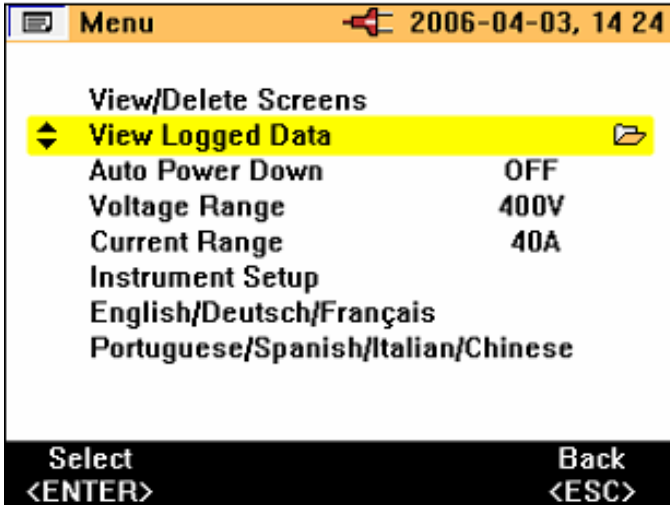 Menu 2006-04-03, 14 24
View/Delete Screens
View Logged Data
Auto Power Down OFF
Voltage Range 400V
Current Range 40A
Instrument Setup
English/Deutsch/Français
Portuguese/Spanish/Italian/Chinese
Select Back
<ENTER> <ESC>